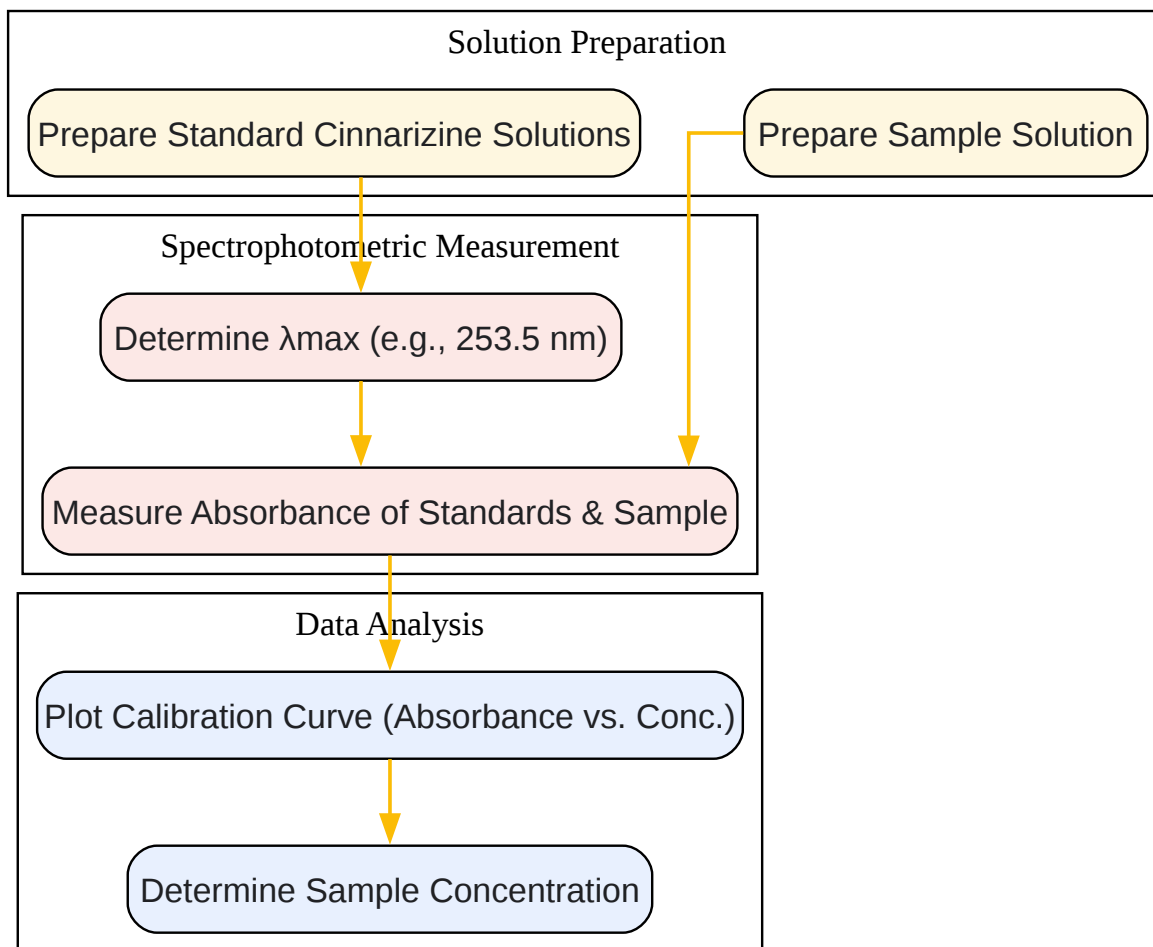 Solution Preparation
Prepare Standard Cinnarizine Solutions
Prepare Sample Solution
Spectrophotometric Measurement
Determine λmax (e.g., 253.5 nm)
Measure Absorbance of Standards & Sample
Data Analysis
Plot Calibration Curve (Absorbance vs. Conc.)
Determine Sample Concentration